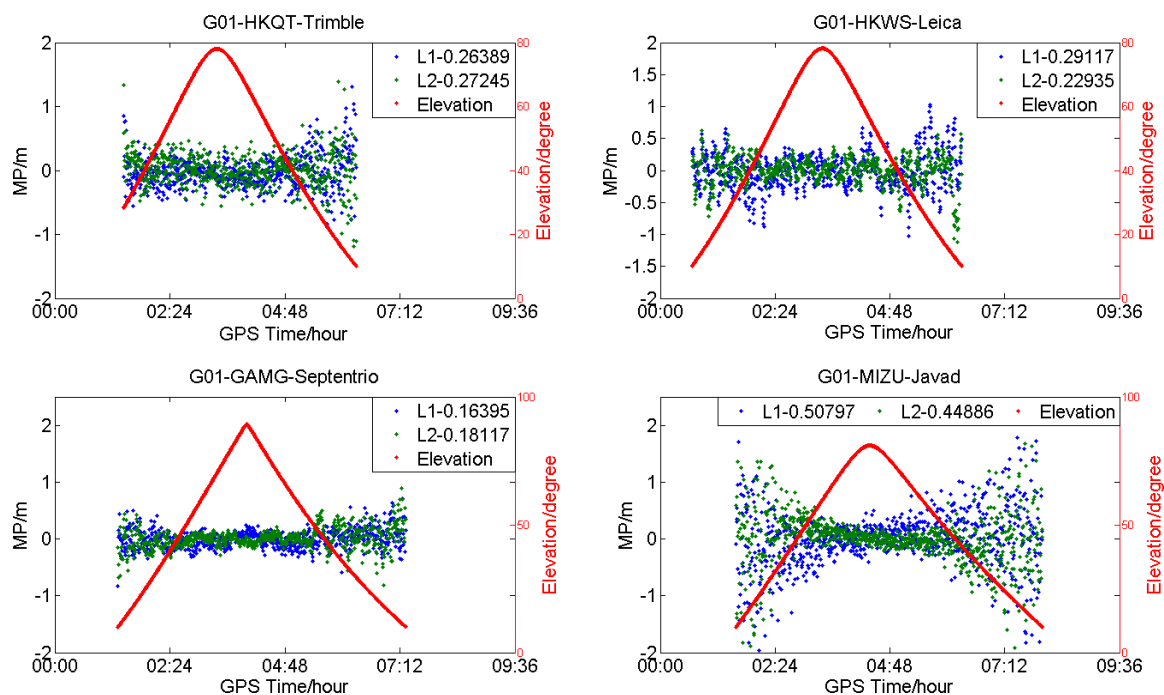 G01-HKQT-Trimble
2
1
0
-1
-2
MP/m
L1-0.26389
L2-0.27245
Elevation
80
60
40
20
0
Elevation/degree
00:00 02:24 04:48 07:12 09:36
GPS Time/hour
G01-HKWS-Leica
2
1.5
1
0.5
0
-0.5
-1
-1.5
-2
MP/m
L1-0.29117
L2-0.22935
Elevation
80
60
40
20
0
Elevation/degree
00:00 02:24 04:48 07:12 09:36
GPS Time/hour
G01-GAMG-Septentrio
2
1
0
-1
-2
MP/m
L1-0.16395
L2-0.18117
Elevation
100
50
0
Elevation/degree
00:00 02:24 04:48 07:12 09:36
GPS Time/hour
G01-MIZU-Javad
2
1
0
-1
-2
MP/m
L1-0.50797 L2-0.44886 Elevation
100
50
0
Elevation/degree
00:00 02:24 04:48 07:12 09:36
GPS Time/hour